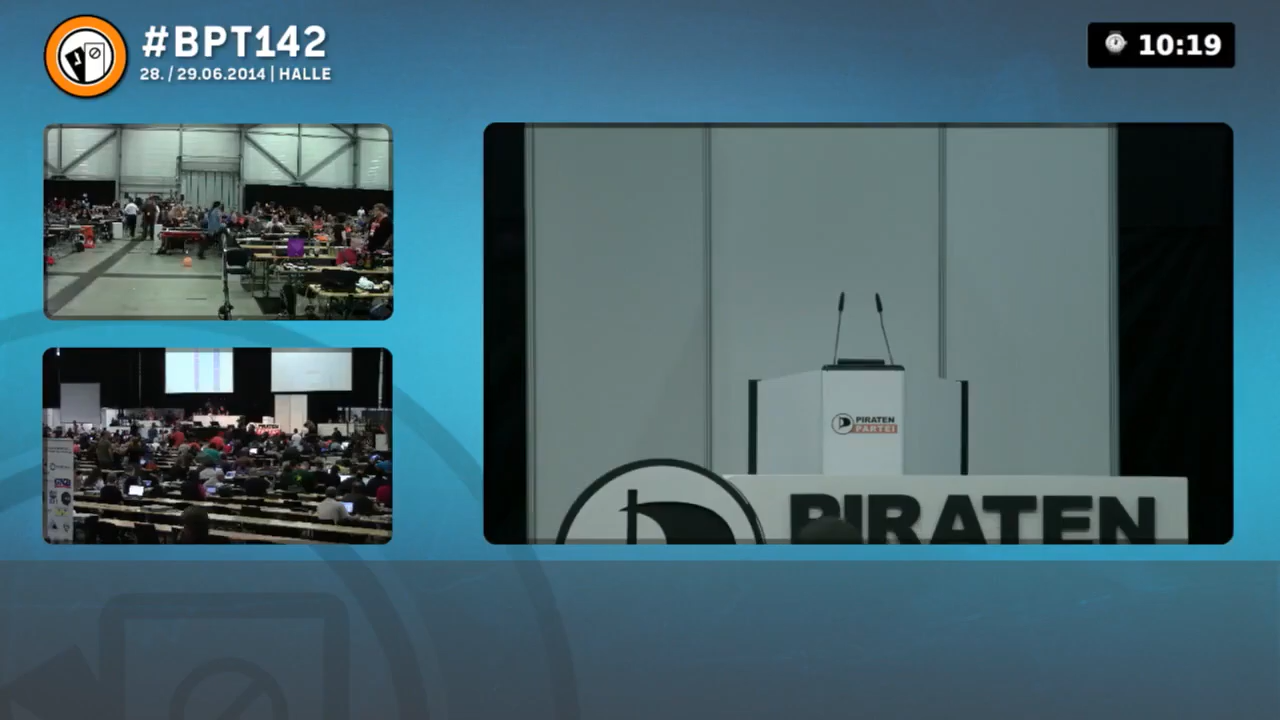 #BPT142
28. / 29.06.2014 | HALLE
10:19
PIRATEN
PARTEI
PIRATEN